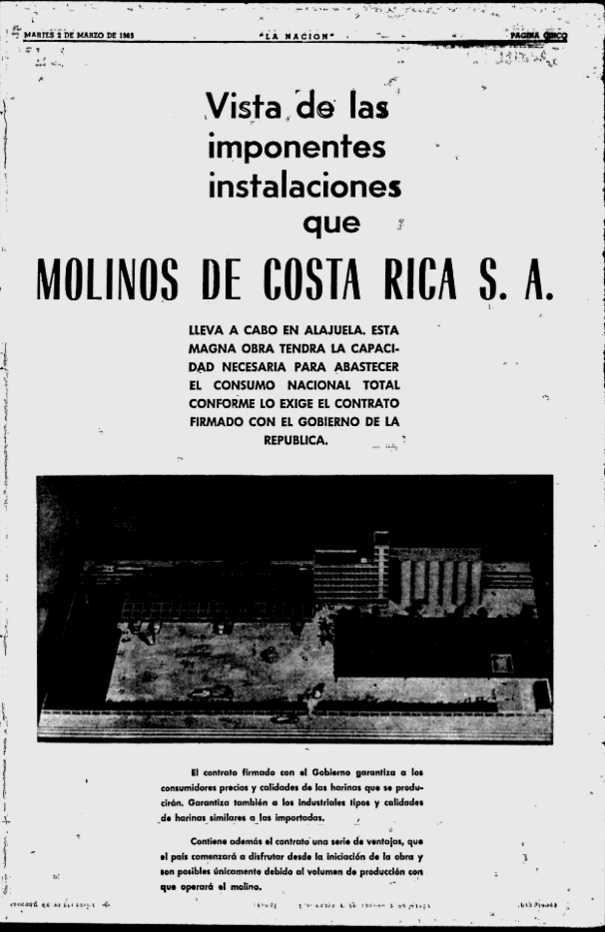 MARTES 2 DE MARZO DE 1965
"LA NACION"
PAGINA CINCO
Vista de las
imponentes
instalaciones
que
MOLINOS DE COSTA RICA S. A.
LLEVA A CABO EN ALAJUELA. ESTA
MAGNA OBRA TENDRA LA CAPACI-
DAD NECESARIA PARA ABASTECER
EL CONSUMO NACIONAL TOTAL
CONFORME LO EXIGE EL CONTRATO
FIRMADO CON EL GOBIERNO DE LA
REPUBLICA.
El contrato firmado con el Gobierno garantiza a los
consumidores precios y calidades de las harinas que se produ-
cirán. Garantiza también a los industriales tipos y calidades
de harinas similares a las importadas.
Contiene además el contrato una serie de ventajas, que
el país comenzará a disfrutar desde la iniciación de la obra y
son posibles únicamente debido al volumen de producción con
que operará el molino.